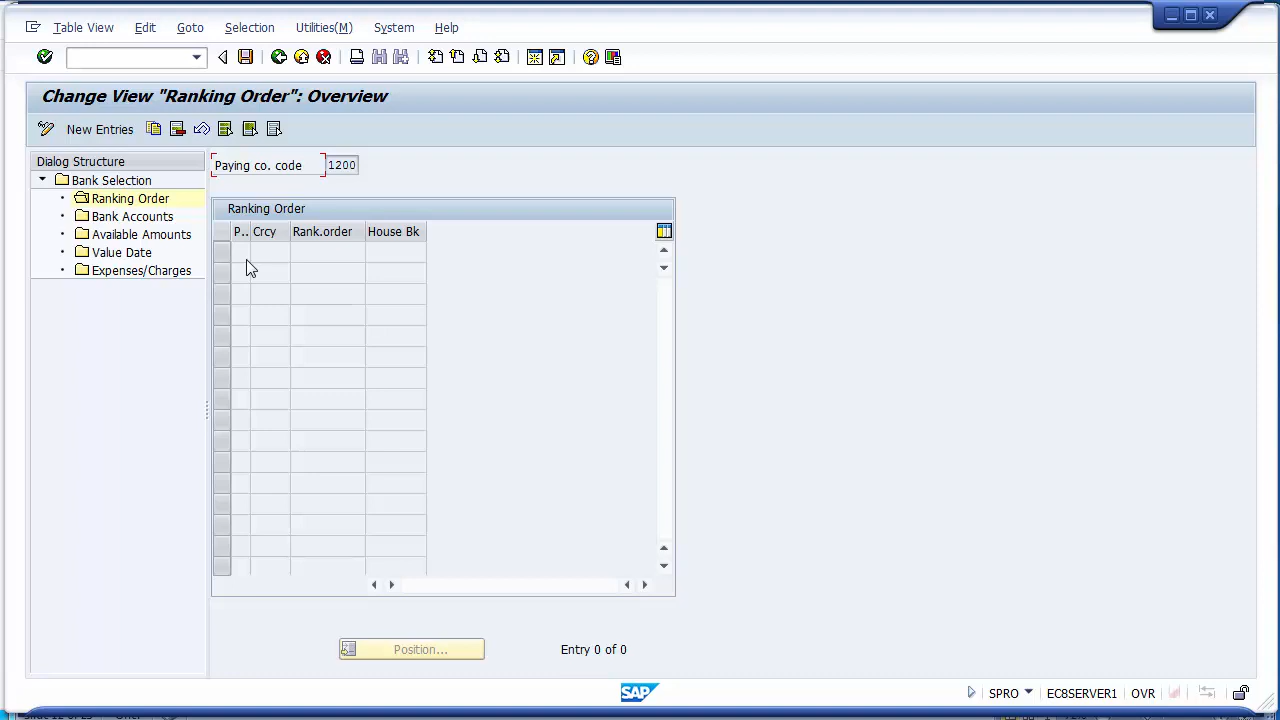 Table View Edit Goto Selection Utilities(M) System Help
Change View "Ranking Order": Overview
New Entries
Dialog Structure
Bank Selection
Ranking Order
Bank Accounts
Available Amounts
Value Date
Expenses/Charges
Paying co. code 1200
Ranking Order
P.. Crcy Rank.order House Bk
Position... Entry 0 of 0
SAP SPRO ECC8SERVER1 OVR